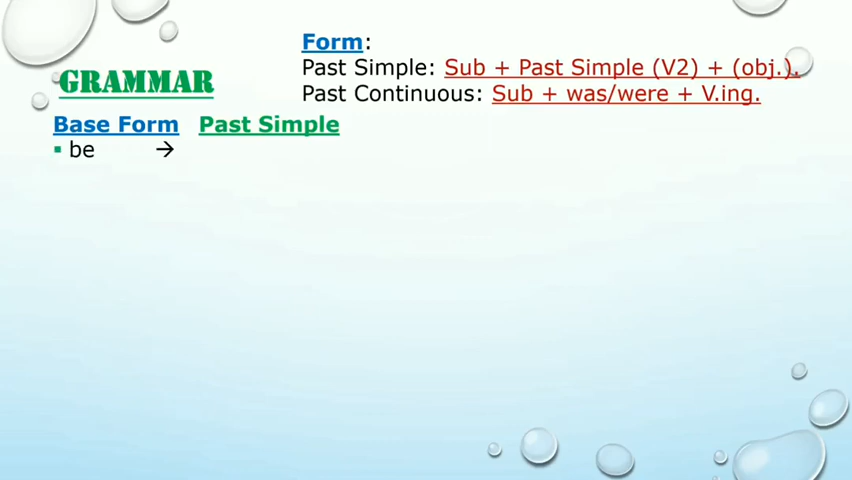 Form:
Past Simple: Sub + Past Simple (V2) + (obj.).
GRAMMAR
Past Continuous: Sub + was/were + V.ing.
Base Form Past Simple
▪ be →